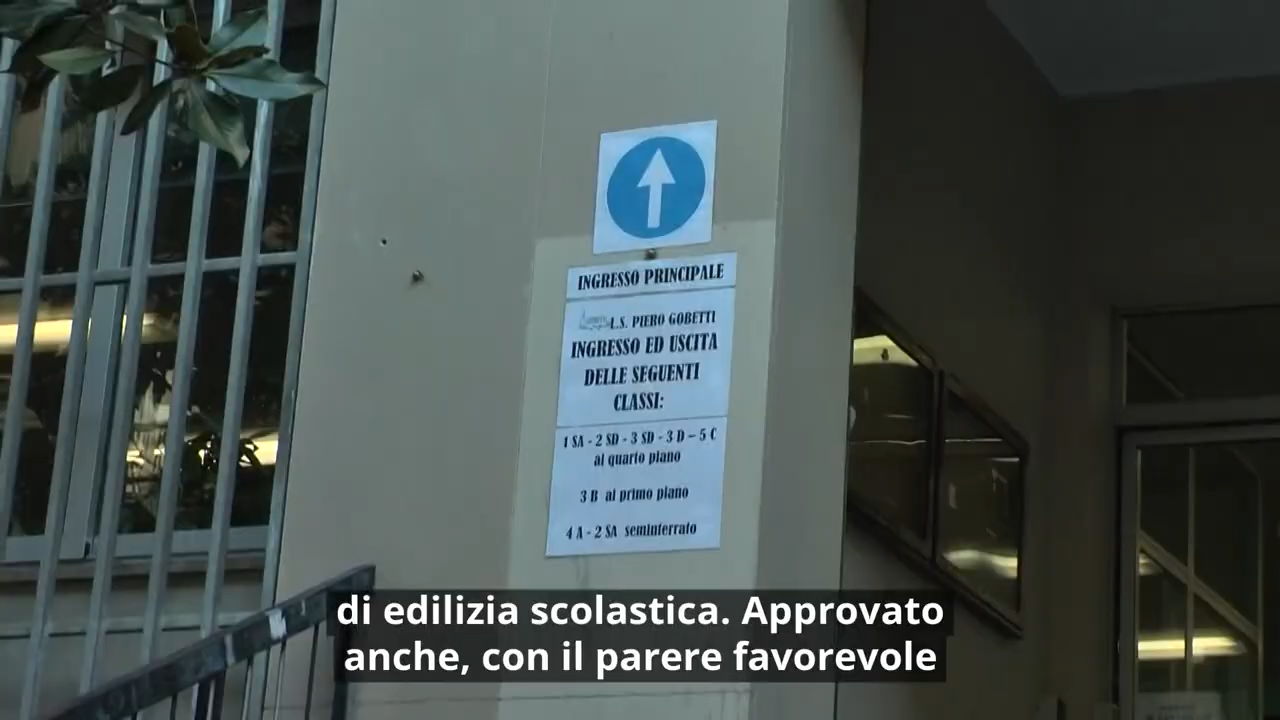 INGRESSO PRINCIPALE
L.S. PIERO GOBETTI
INGRESSO ED USCITA
DELLE SEGUENTI
CLASSI:
1 SA - 2 SD - 3 SD - 3 D - 5 C
al quarto piano
3 B al primo piano
4 A - 2 SA seminterrato
di edilizia scolastica. Approvato
anche, con il parere favorevole